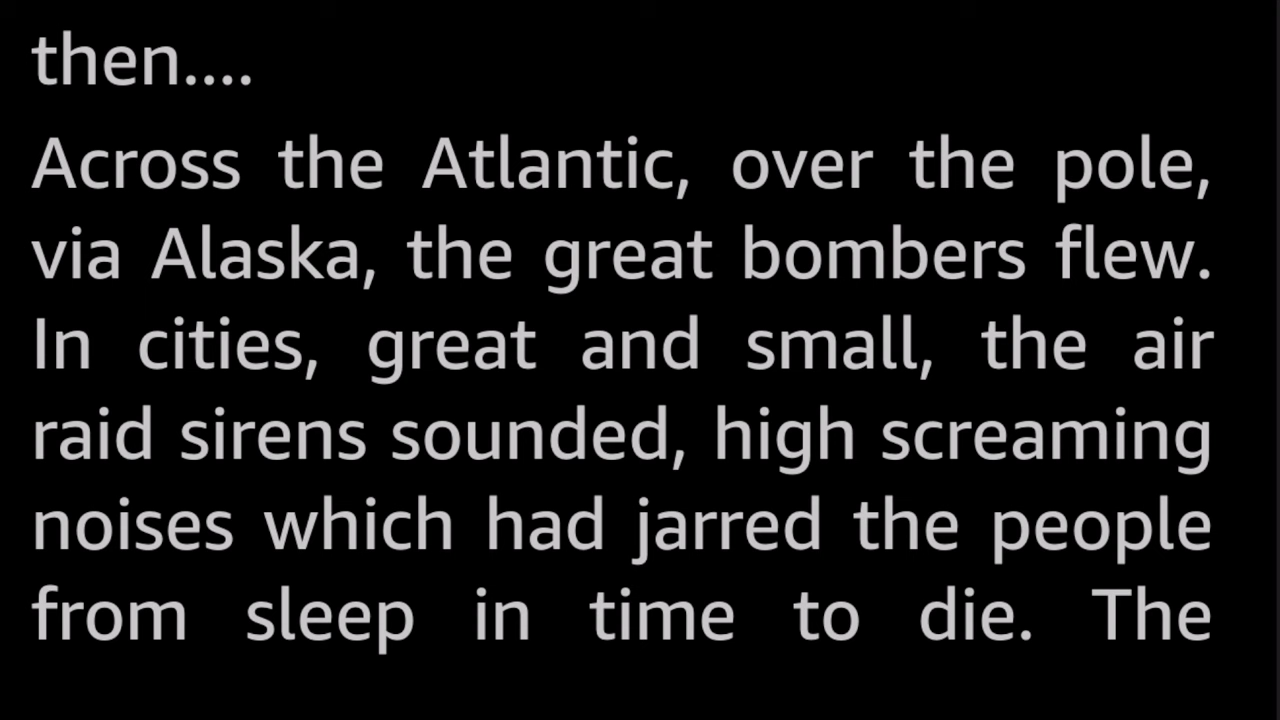 then....
Across the Atlantic, over the pole,
via Alaska, the great bombers flew.
In cities, great and small, the air
raid sirens sounded, high screaming
noises which had jarred the people
from sleep in time to die. The